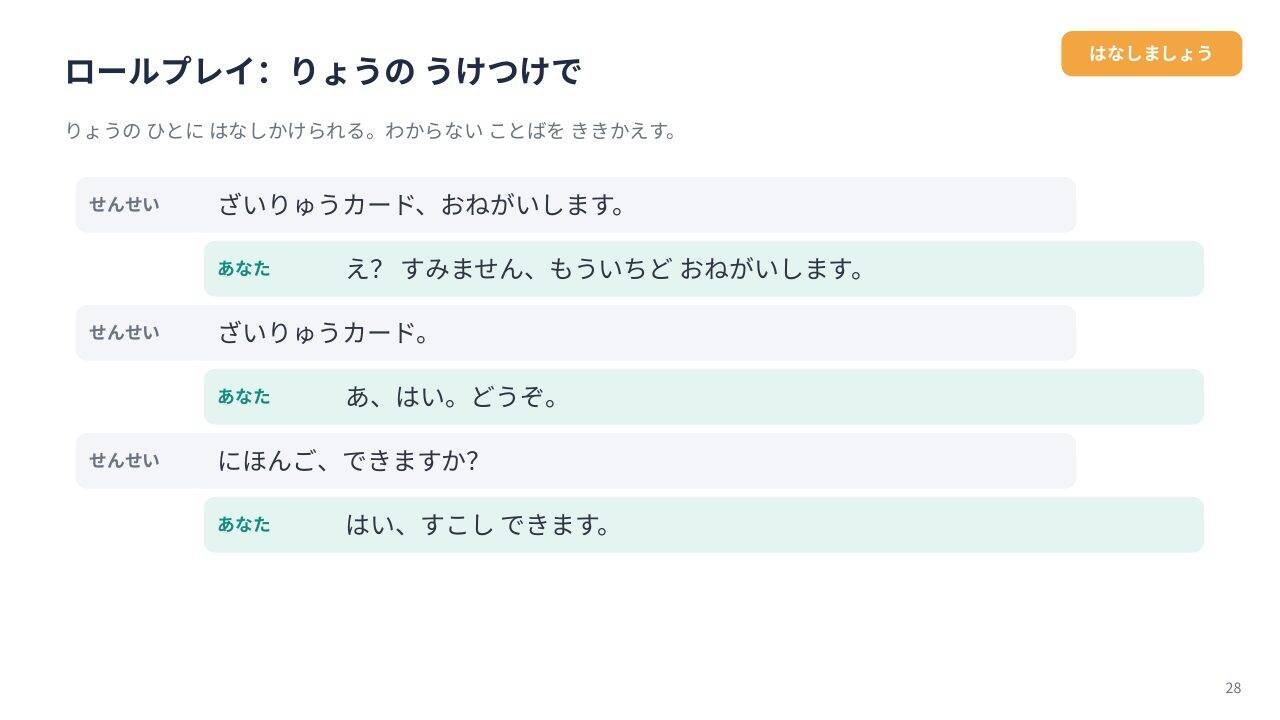 はなしましょう
ロールプレイ：りょうの うけつけで
りょうの ひとに はなしかけられる。わからない ことばを ききかえす。
せんせい ざいりゅうカード、おねがいします。
あなた え？ すみません、もういちど おねがいします。
せんせい ざいりゅうカード。
あなた あ、はい。どうぞ。
せんせい にほんご、できますか？
あなた はい、すこし できます。
28